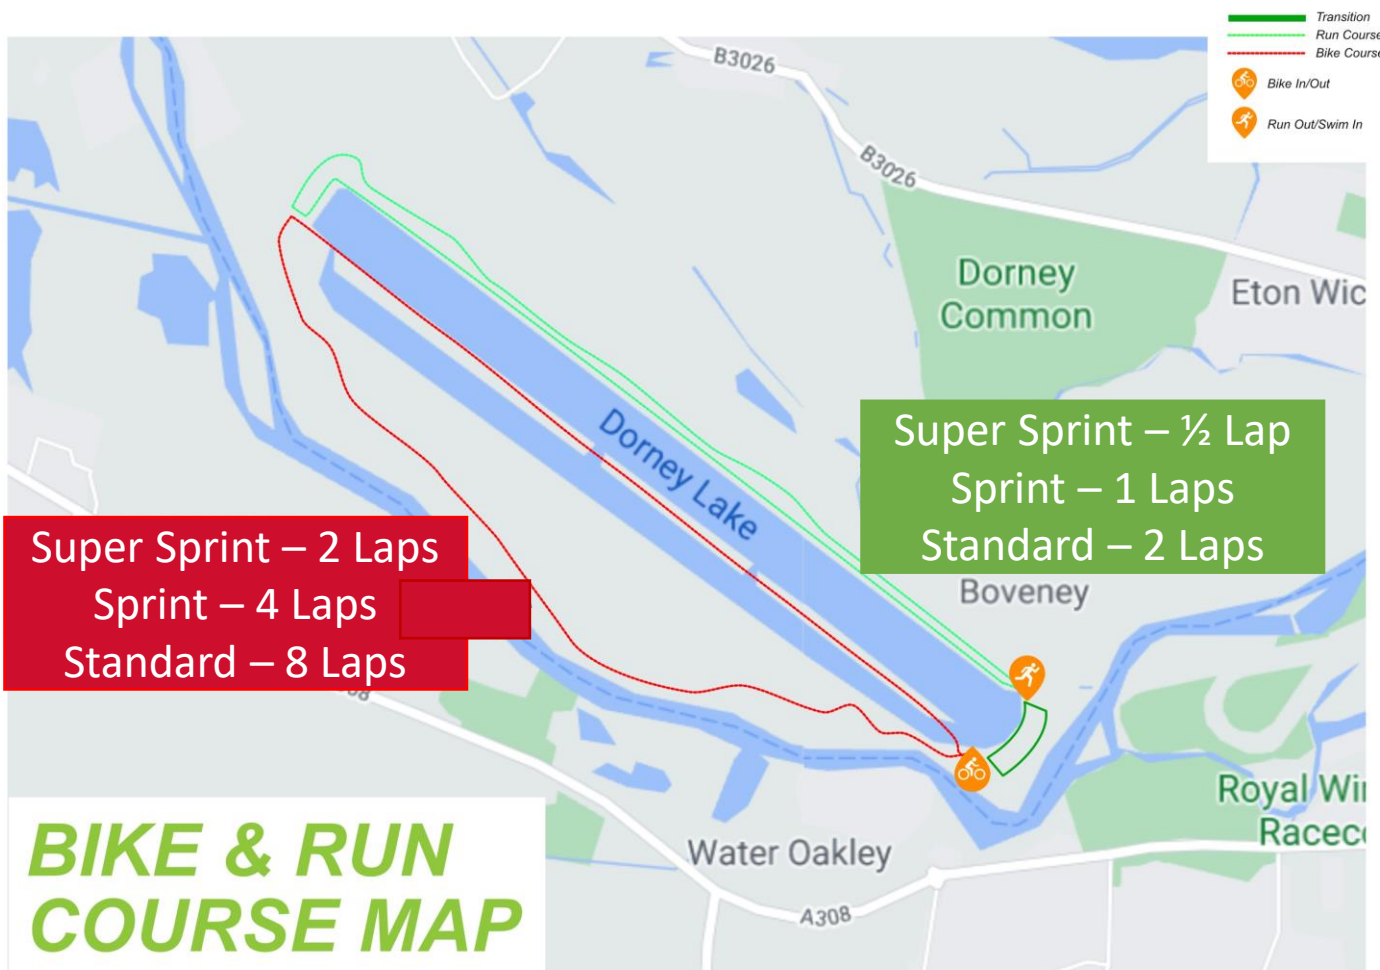 Transition
Run Course
Bike Course
Bike In/Out
Run Out/Swim In
B3026
B3026
Dorney
Common
Eton Wic
Dorney Lake
Super Sprint – ½ Lap
Sprint – 1 Laps
Standard – 2 Laps
Boveney
Super Sprint – 2 Laps
Sprint – 4 Laps
Standard – 8 Laps
Royal Wi
Racec
Water Oakley
A308
BIKE & RUN
COURSE MAP